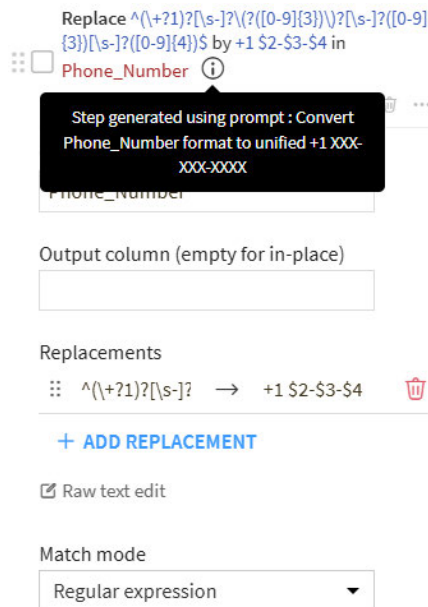 Replace ^(\+?1)?[\s-]?\(?([0-9]{3})\)?[\s-]?([0-9]
{3})[\s-]?([0-9]{4})$ by +1 $2-$3-$4 in
Phone_Number
Step generated using prompt : Convert
Phone_Number format to unified +1 XXX-
XXX-XXXX
Phone_Number
Output column (empty for in-place)
Replacements
^(\+?1)?[\s-]? → +1 $2-$3-$4
+ ADD REPLACEMENT
Raw text edit
Match mode
Regular expression